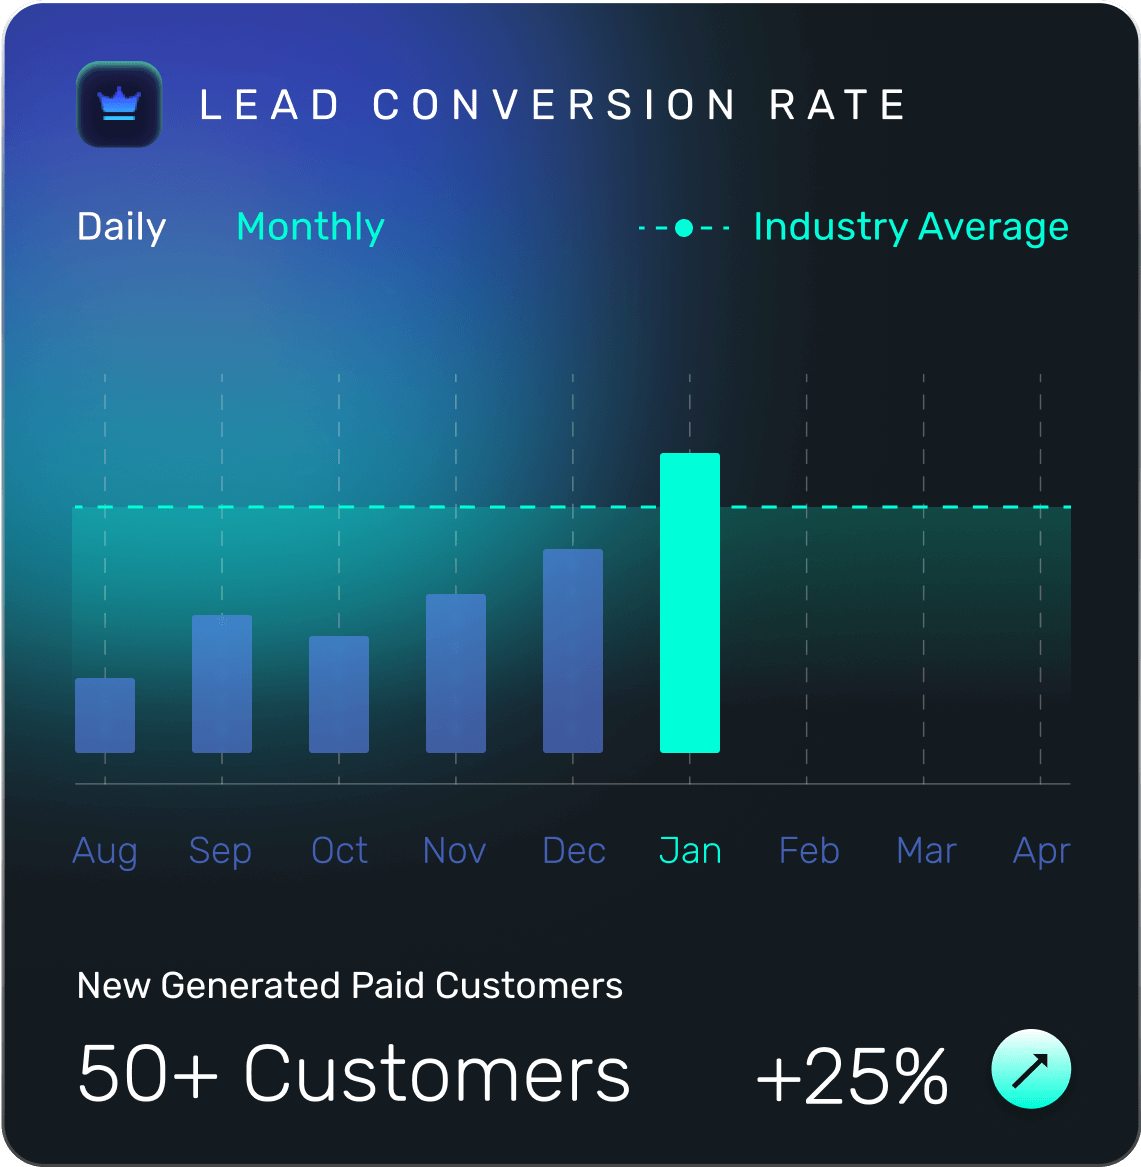 LEAD CONVERSION RATE
Daily Monthly Industry Average
Aug Sep Oct Nov Dec Jan Feb Mar Apr
New Generated Paid Customers
50+ Customers +25%